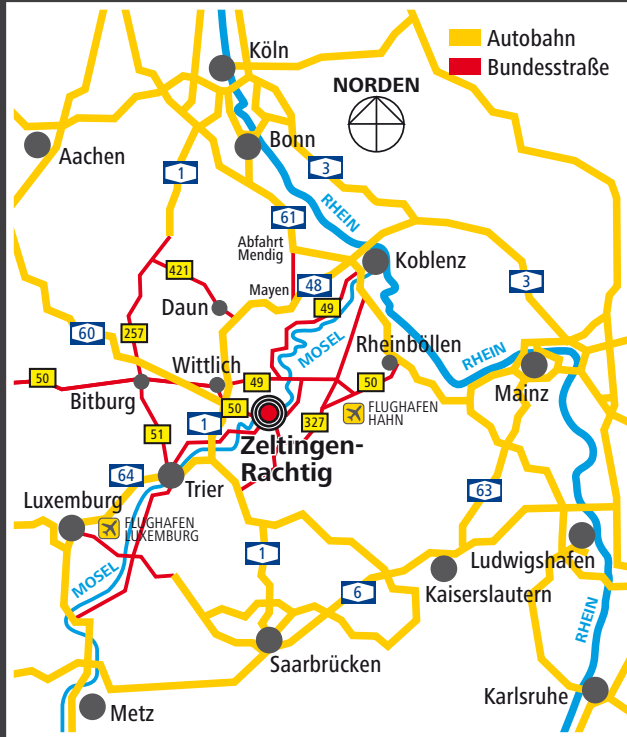 Köln
Autobahn
Bundesstraße
NORDEN
Aachen
Bonn
1
3
61
RHEIN
Abfahrt
Mendig
Koblenz
421
48
Mayen
3
Daun
49
257
60
MOSEL
Rheinböllen
RHEIN
Wittlich
50
49
50
Mainz
Bitburg
50
FLUGHAFEN
HAHN
1
327
51
Zeltingen-
Rachtig
64
Trier
63
Luxemburg
FLUGHAFEN
LUXEMBURG
1
Ludwigshafen
MOSEL
6
Kaiserslautern
RHEIN
Saarbrücken
Karlsruhe
Metz